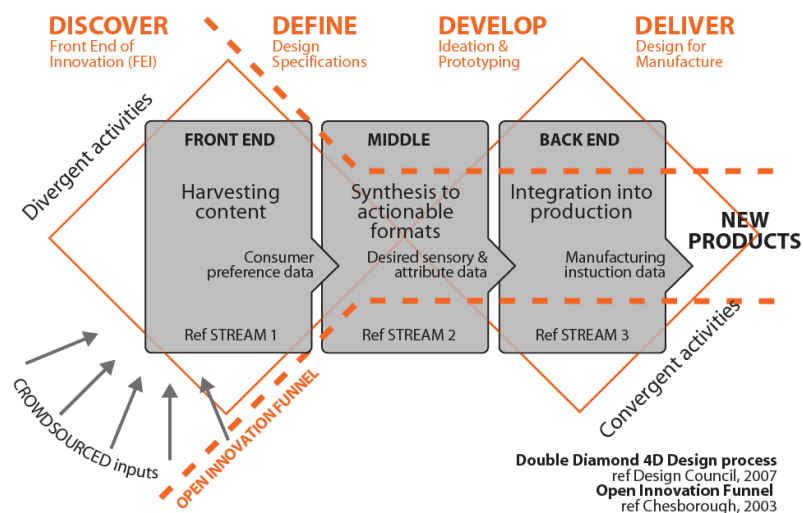 DISCOVER
Front End of
Innovation (FEI)
DEFINE
Design
Specifications
DEVELOP
Ideation &
Prototyping
DELIVER
Design for
Manufacture
Divergent activities
FRONT END
Harvesting
content
Consumer
preference data
Ref STREAM 1
MIDDLE
Synthesis to
actionable
formats
Desired sensory &
attribute data
Ref STREAM 2
BACK END
Integration into
production
Manufacturing
instuction data
Ref STREAM 3
NEW
PRODUCTS
CROWDSOURCED inputs
OPEN INNOVATION FUNNEL
Convergent activities
Double Diamond 4D Design process
ref Design Council, 2007
Open Innovation Funnel
ref Chesborough, 2003